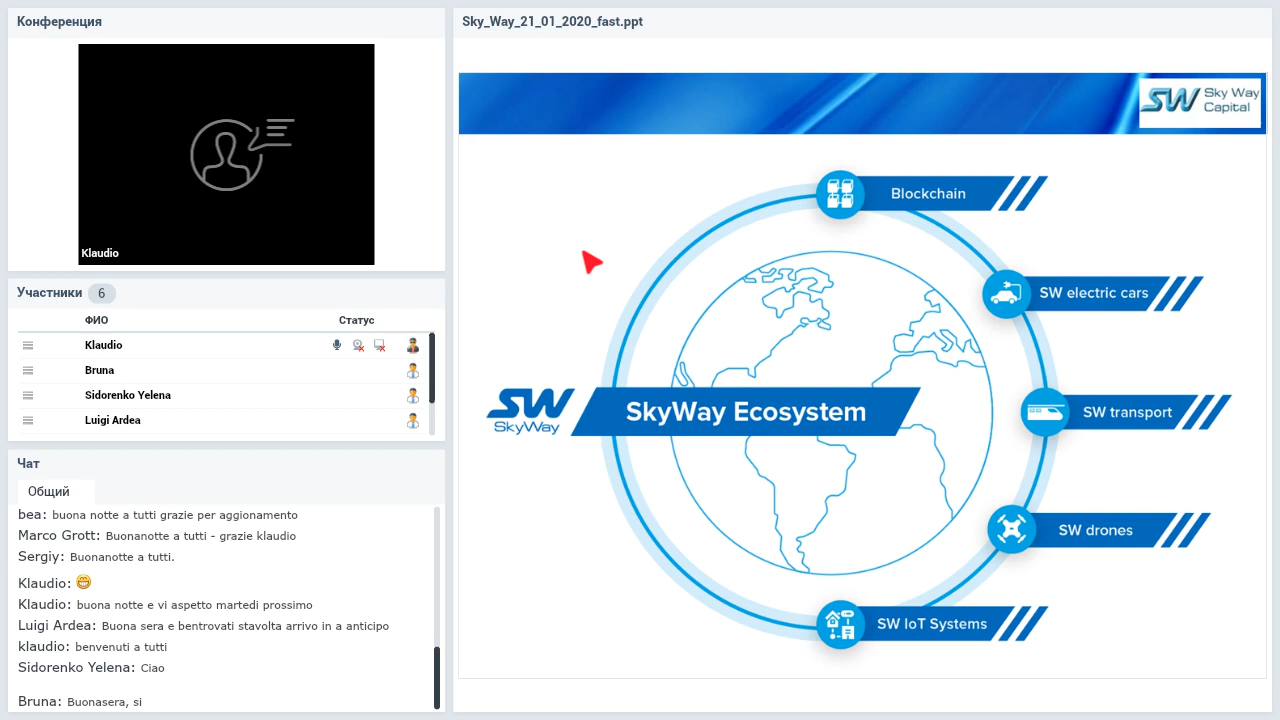 Конференция
Klaudio
Участники 6
ФИО Статус
Klaudio
Bruna
Sidorenko Yelena
Luigi Ardea
Чат
Общий
bea: buona notte a tutti grazie per aggionamento
Marco Grott: Buonanotte a tutti - grazie klaudio
Sergiy: Buonanotte a tutti.
Klaudio:
Klaudio: buona notte e vi aspetto martedi prossimo
Luigi Ardea: Buona sera e bentrovati stavolta arrivo in a anticipo
klaudio: benvenuti a tutti
Sidorenko Yelena: Ciao
Bruna: Buonasera, si
Sky_Way_21_01_2020_fast.ppt
SW Sky Way
Capital
Blockchain
SW electric cars
SW
SkyWay
SkyWay Ecosystem
SW transport
SW drones
SW IoT Systems